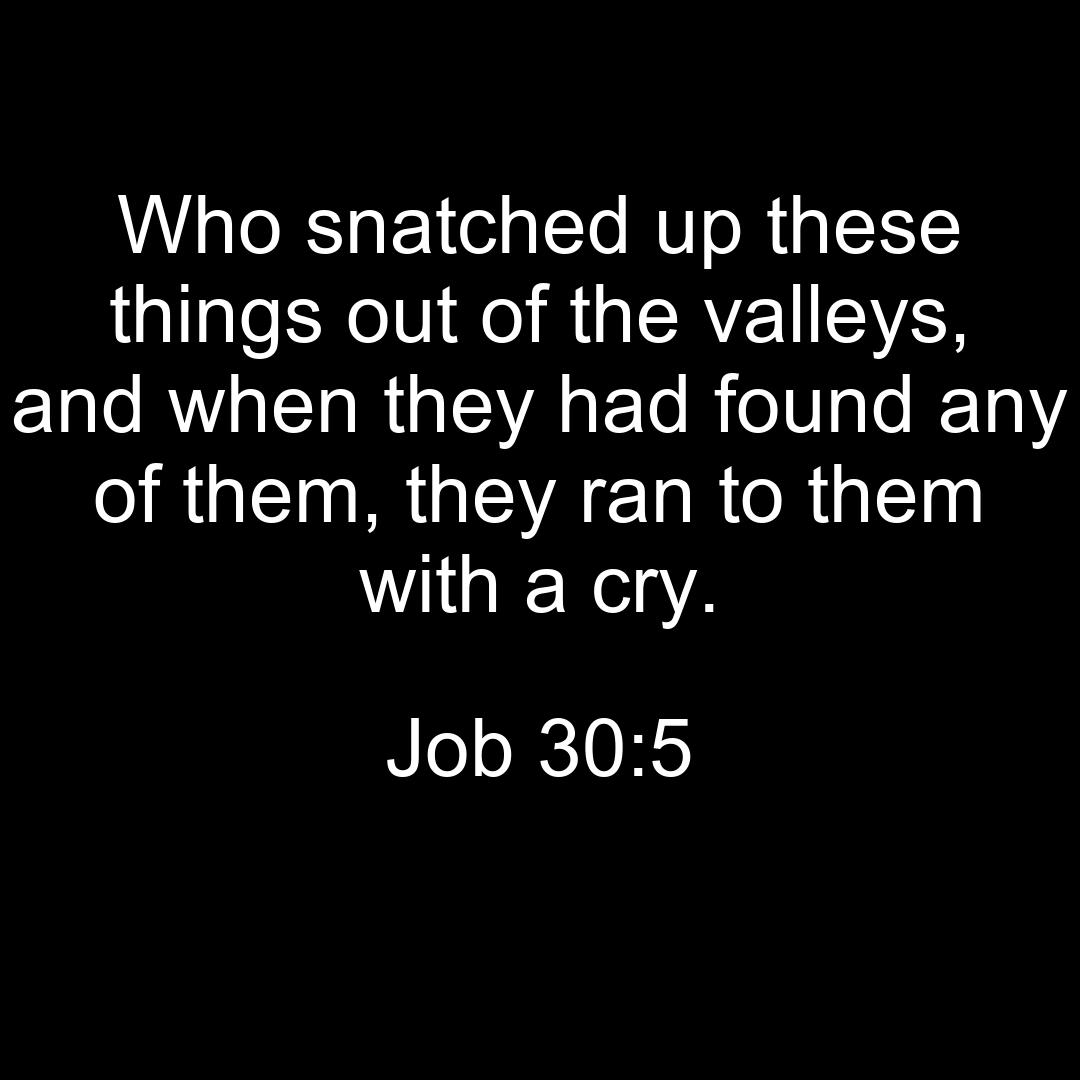 Who snatched up these
things out of the valleys,
and when they had found any
of them, they ran to them
with a cry.
Job 30:5